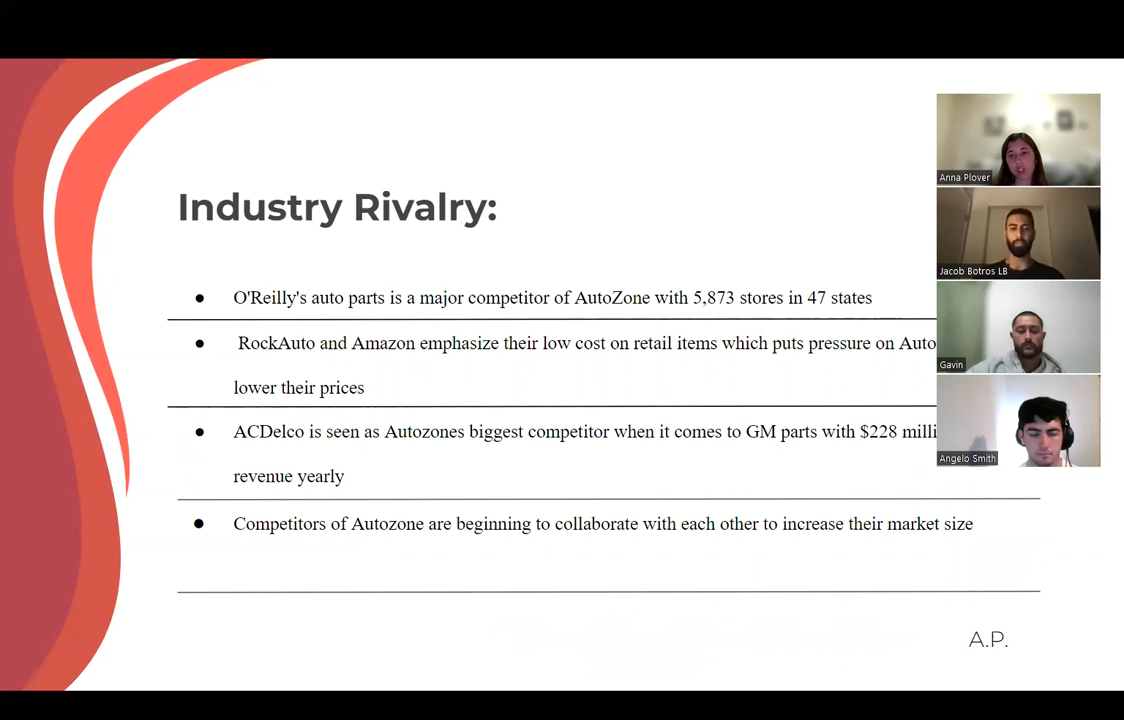 Industry Rivalry:
● O'Reilly's auto parts is a major competitor of AutoZone with 5,873 stores in 47 states
● RockAuto and Amazon emphasize their low cost on retail items which puts pressure on Auto
lower their prices
● ACDelco is seen as Autozones biggest competitor when it comes to GM parts with $228 milli
revenue yearly
● Competitors of Autozone are beginning to collaborate with each other to increase their market size
A.P.
Anna Plover
Jacob Botros LB
Gavin
Angelo Smith